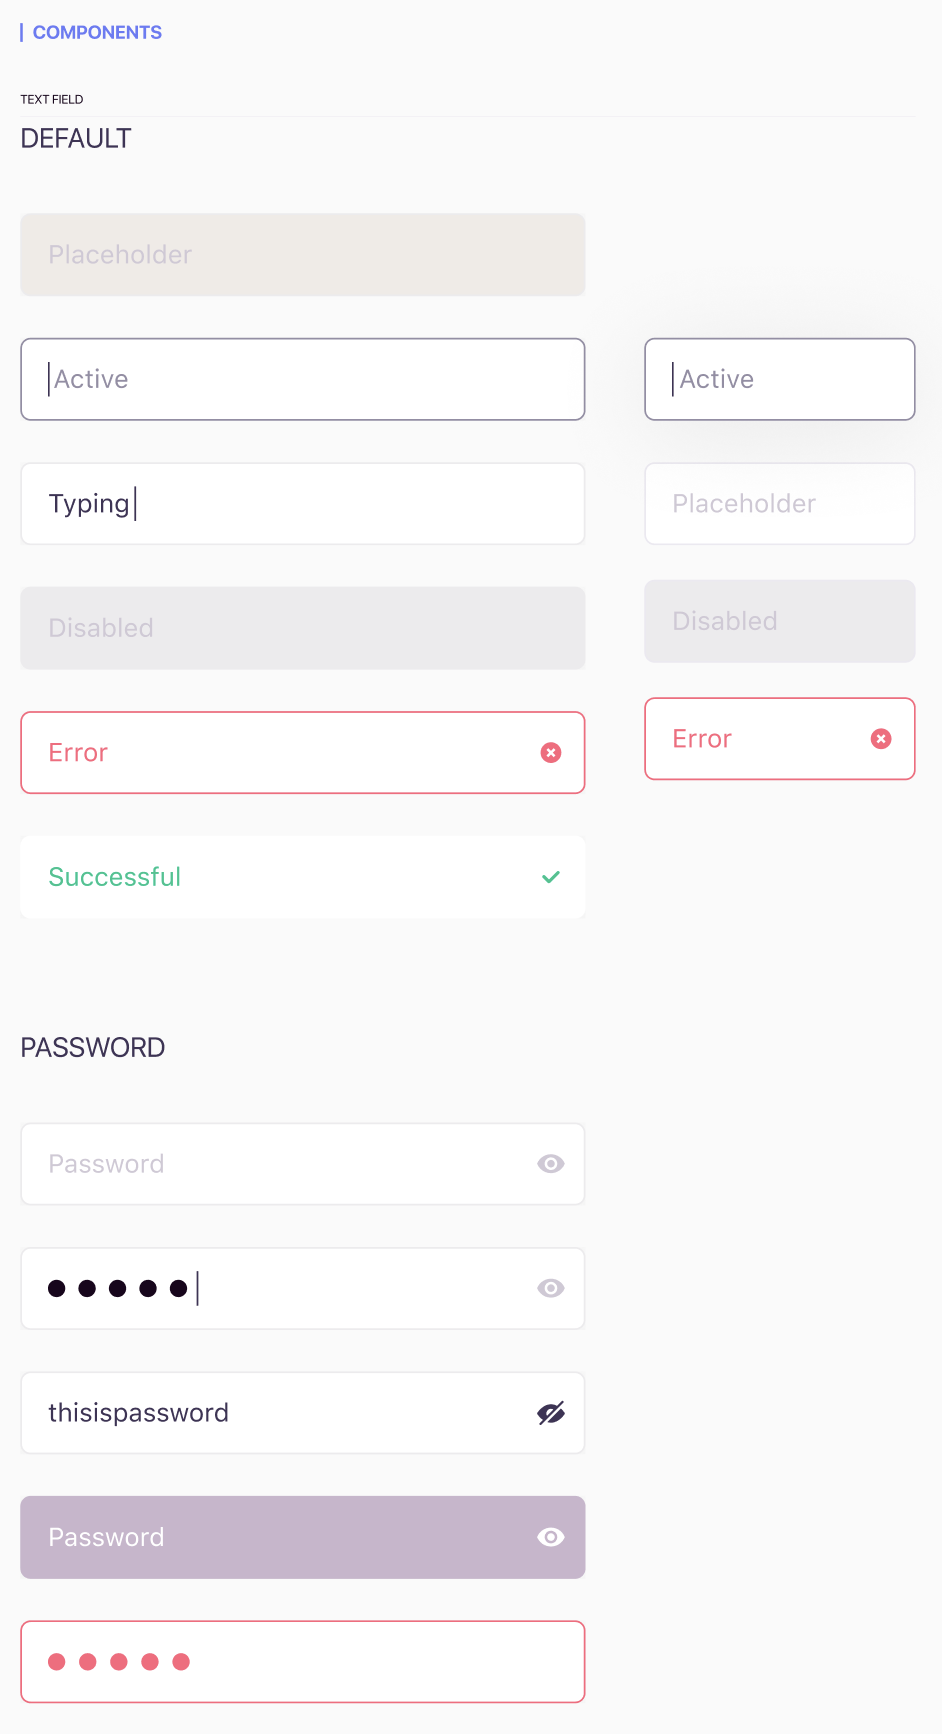 COMPONENTS
TEXT FIELD
DEFAULT
Placeholder
Active
Active
Typing
Placeholder
Disabled
Disabled
Error
Error
Successful
PASSWORD
Password
●●●●●
thisispassword
Password
●●●●●